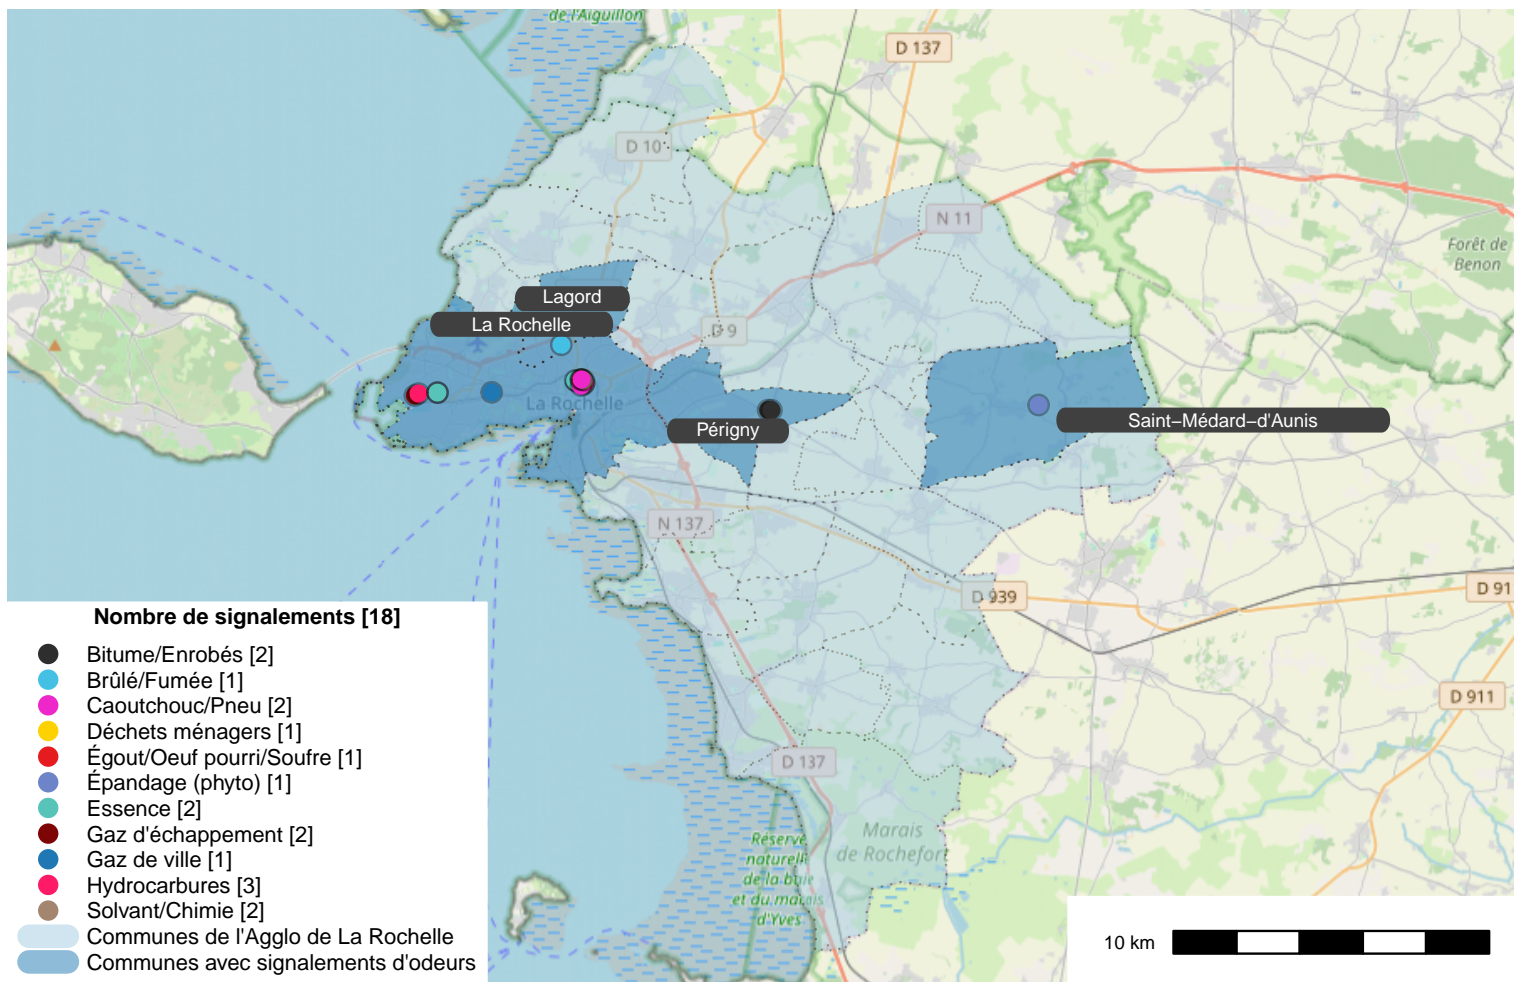 de l'Aiguillon
D 137
D 10
N 11
Forêt de
Benon
Lagord
La Rochelle
D 9
La Rochelle
Périgny
Saint−Médard−d'Aunis
N 137
D 939
D 91
D 911
D 137
Marais
de Rochefort
Réserve
naturell
de la baie
et du marais
d'Yves
Nombre de signalements [18]
Bitume/Enrobés [2]
Brûlé/Fumée [1]
Caoutchouc/Pneu [2]
Déchets ménagers [1]
Égout/Oeuf pourri/Soufre [1]
Épandage (phyto) [1]
Essence [2]
Gaz d'échappement [2]
Gaz de ville [1]
Hydrocarbures [3]
Solvant/Chimie [2]
Communes de l'Agglo de La Rochelle
Communes avec signalements d'odeurs
10 km